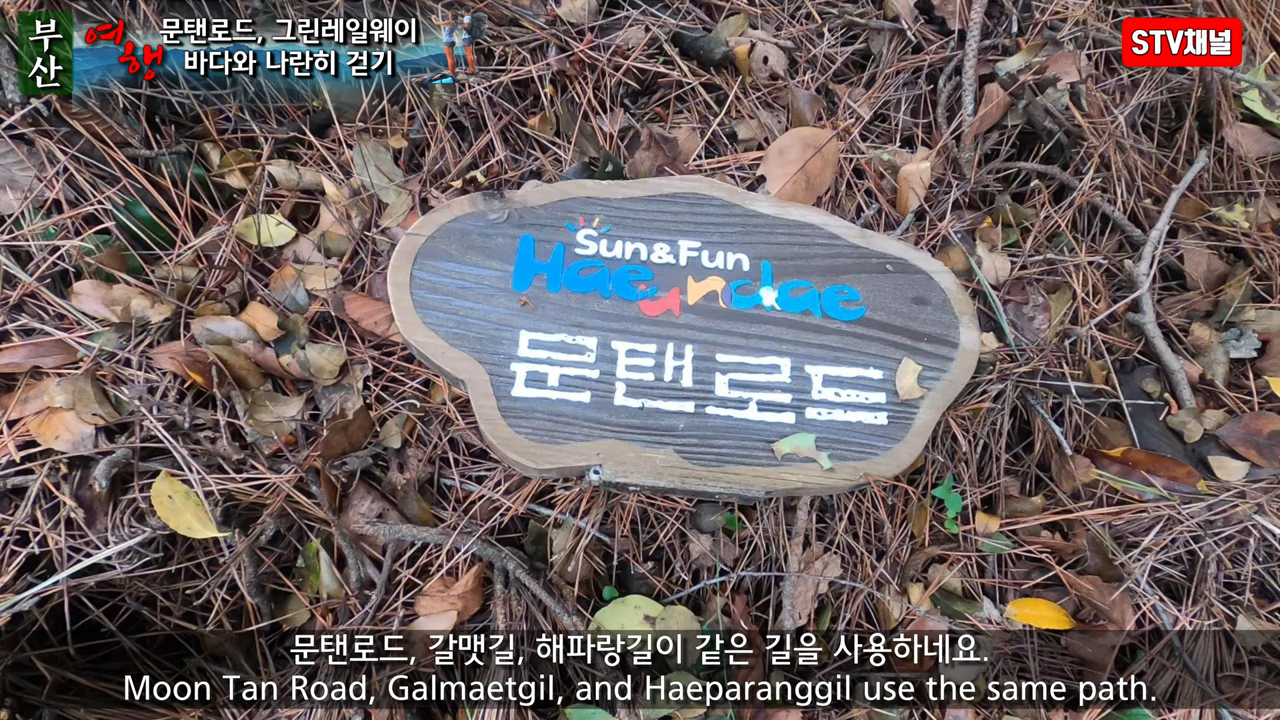 부산
여행
문탠로드, 그린레일웨이
바다와 나란히 걷기
STV채널
Sun&Fun
Haeundae
문탠로드
문탠로드, 갈맷길, 해파랑길이 같은 길을 사용하네요.
Moon Tan Road, Galmaetgil, and Haeparanggil use the same path.